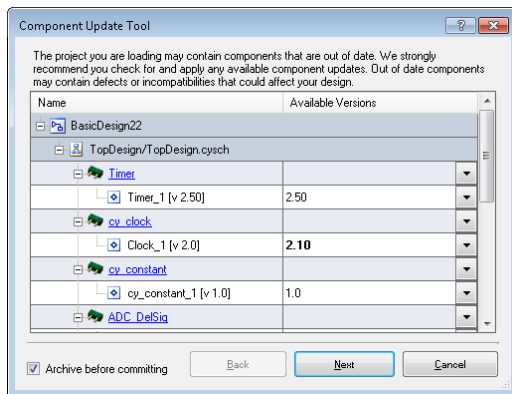 Component Update Tool
The project you are loading may contain components that are out of date. We strongly
recommend you check for and apply any available component updates. Out of date components
may contain defects or incompatibilities that could affect your design.
Name Available Versions
BasicDesign22
TopDesign/TopDesign.cysch
Timer
Timer_1 [v 2.50] 2.50
cy_clock
Clock_1 [v 2.0] 2.10
cy_constant
cy_constant_1 [v 1.0] 1.0
ADC_DelSig
Archive before committing Back Next Cancel